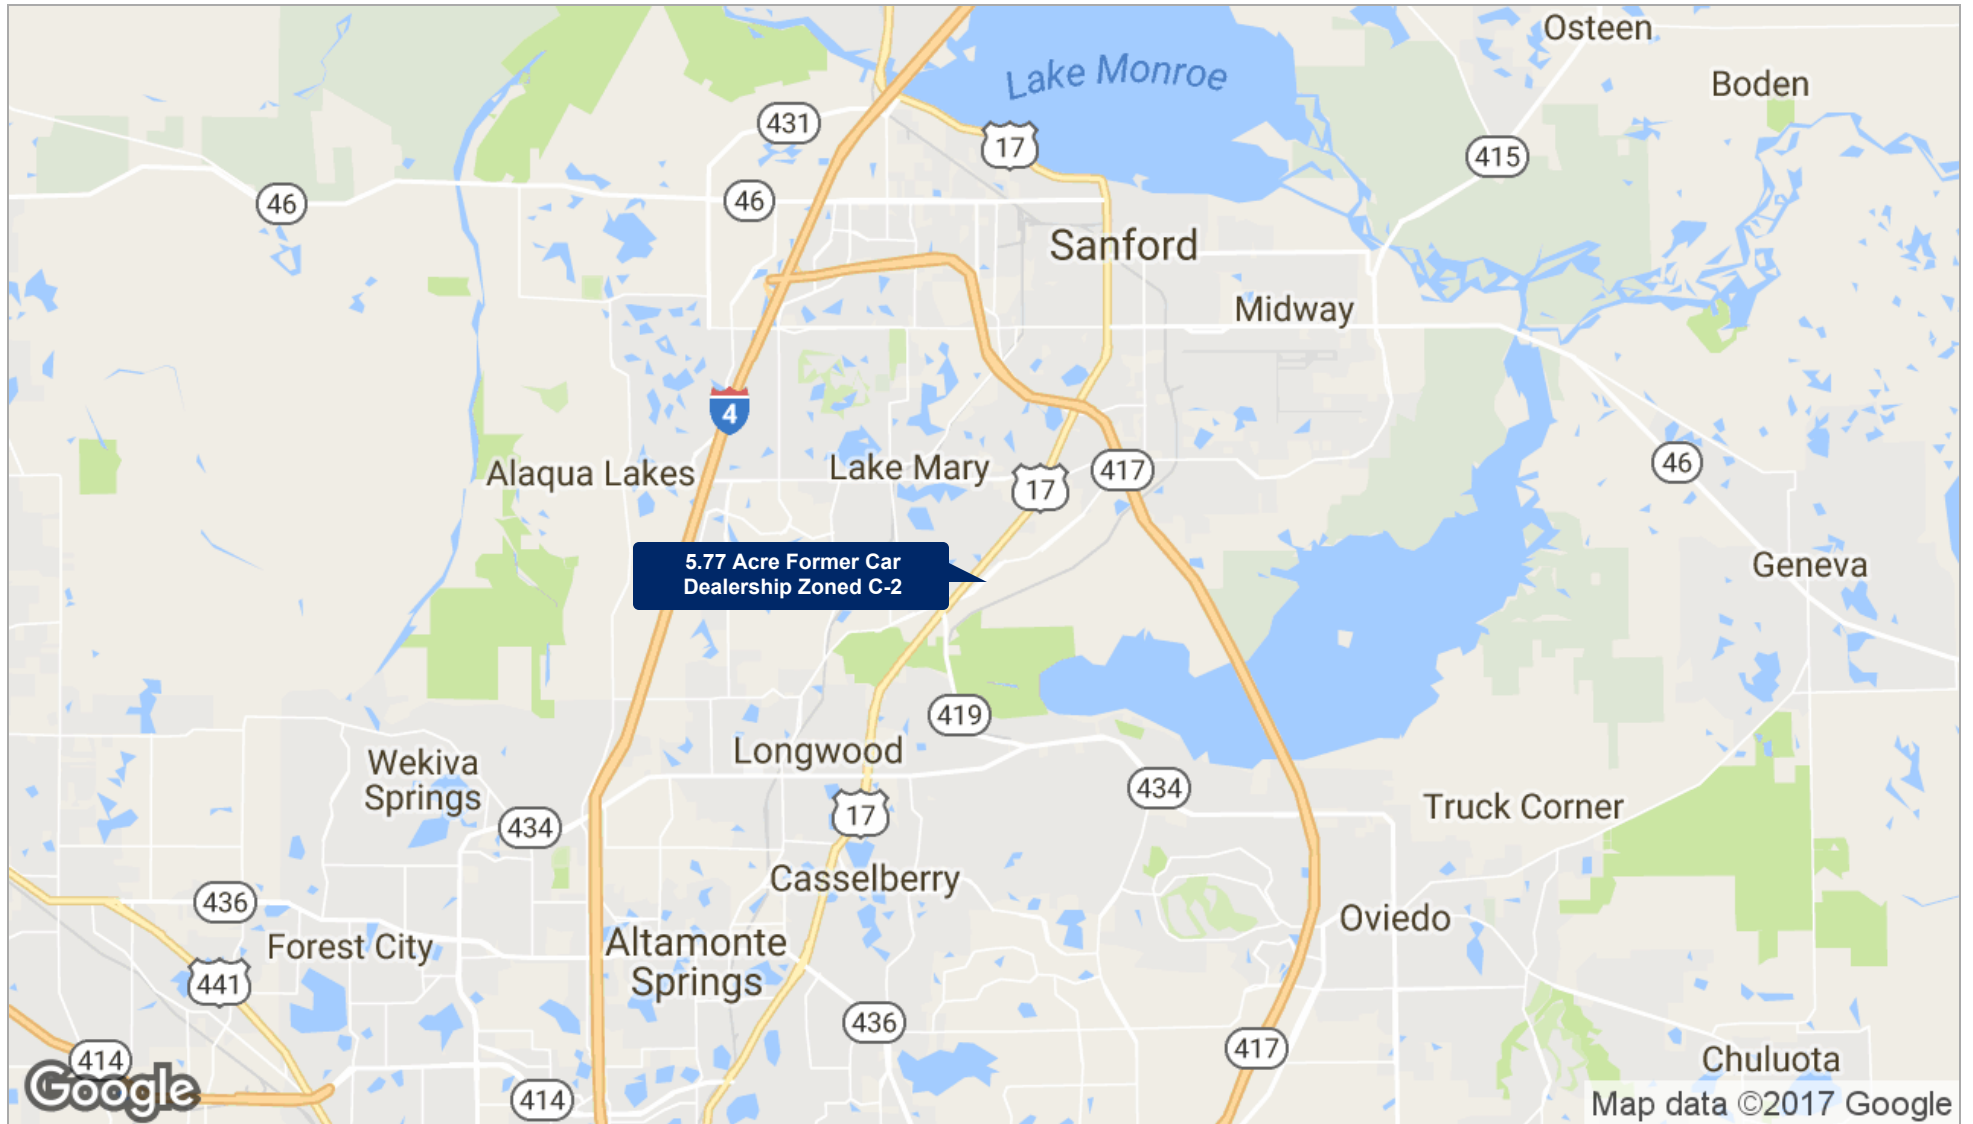 Osteen
Lake Monroe
Boden
431
17
415
46
46
Sanford
Midway
4
Alaqua Lakes
Lake Mary
17
417
46
5.77 Acre Former Car
Dealership Zoned C-2
Geneva
419
Longwood
Wekiva
Springs
434
17
434
Truck Corner
Casselberry
436
Forest City
Altamonte
Springs
Oviedo
441
436
417
414
Google
414
Chuluota
Map data ©2017 Google